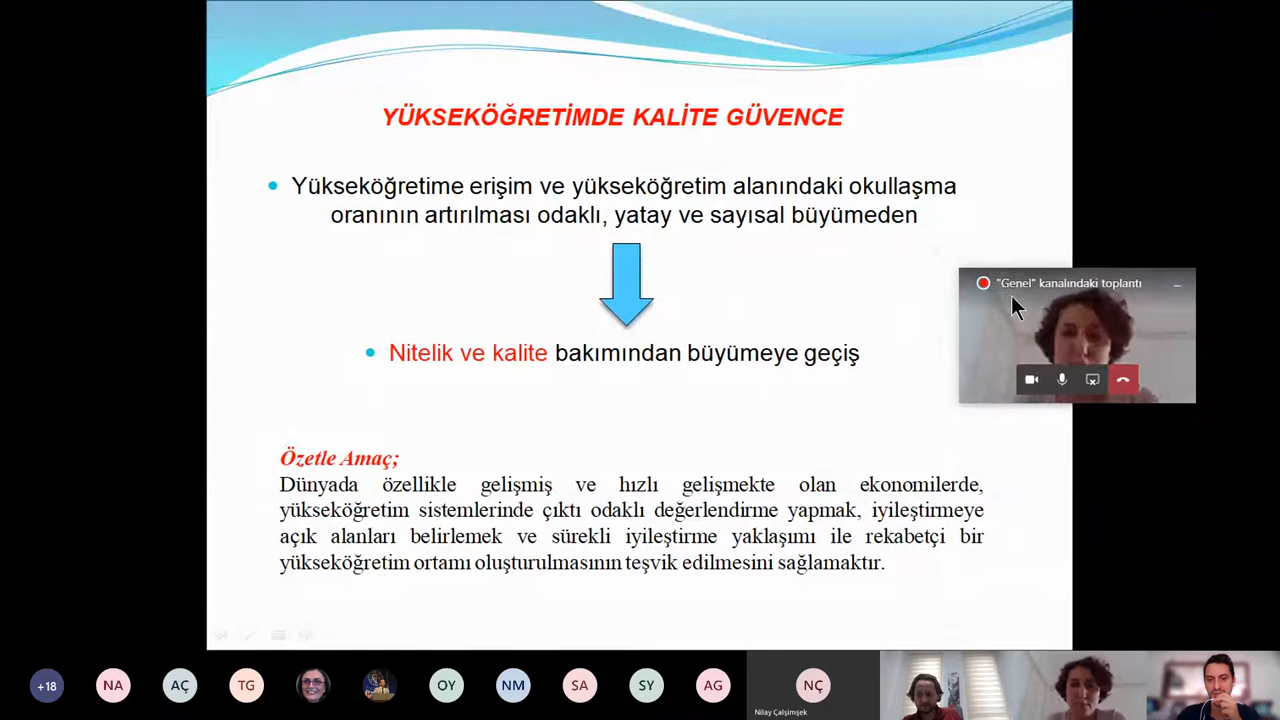 YÜKSEKÖĞRETİMDE KALİTE GÜVENCE
Yükseköğretime erişim ve yükseköğretim alanındaki okullaşma
oranının artırılması odaklı, yatay ve sayısal büyümeden
"Genel" kanalındaki toplantı
Nitelik ve kalite bakımından büyümeye geçiş
Özetle Amaç;
Dünyada özellikle gelişmiş ve hızlı gelişmekte olan ekonomilerde,
yükseköğretim sistemlerinde çıktı odaklı değerlendirme yapmak, iyileştirmeye
açık alanları belirlemek ve sürekli iyileştirme yaklaşımı ile rekabetçi bir
yükseköğretim ortamı oluşturulmasının teşvik edilmesini sağlamaktır.
+18 NA AÇ TG OY NM SA SY AG NÇ
Nilay Çalşimşek